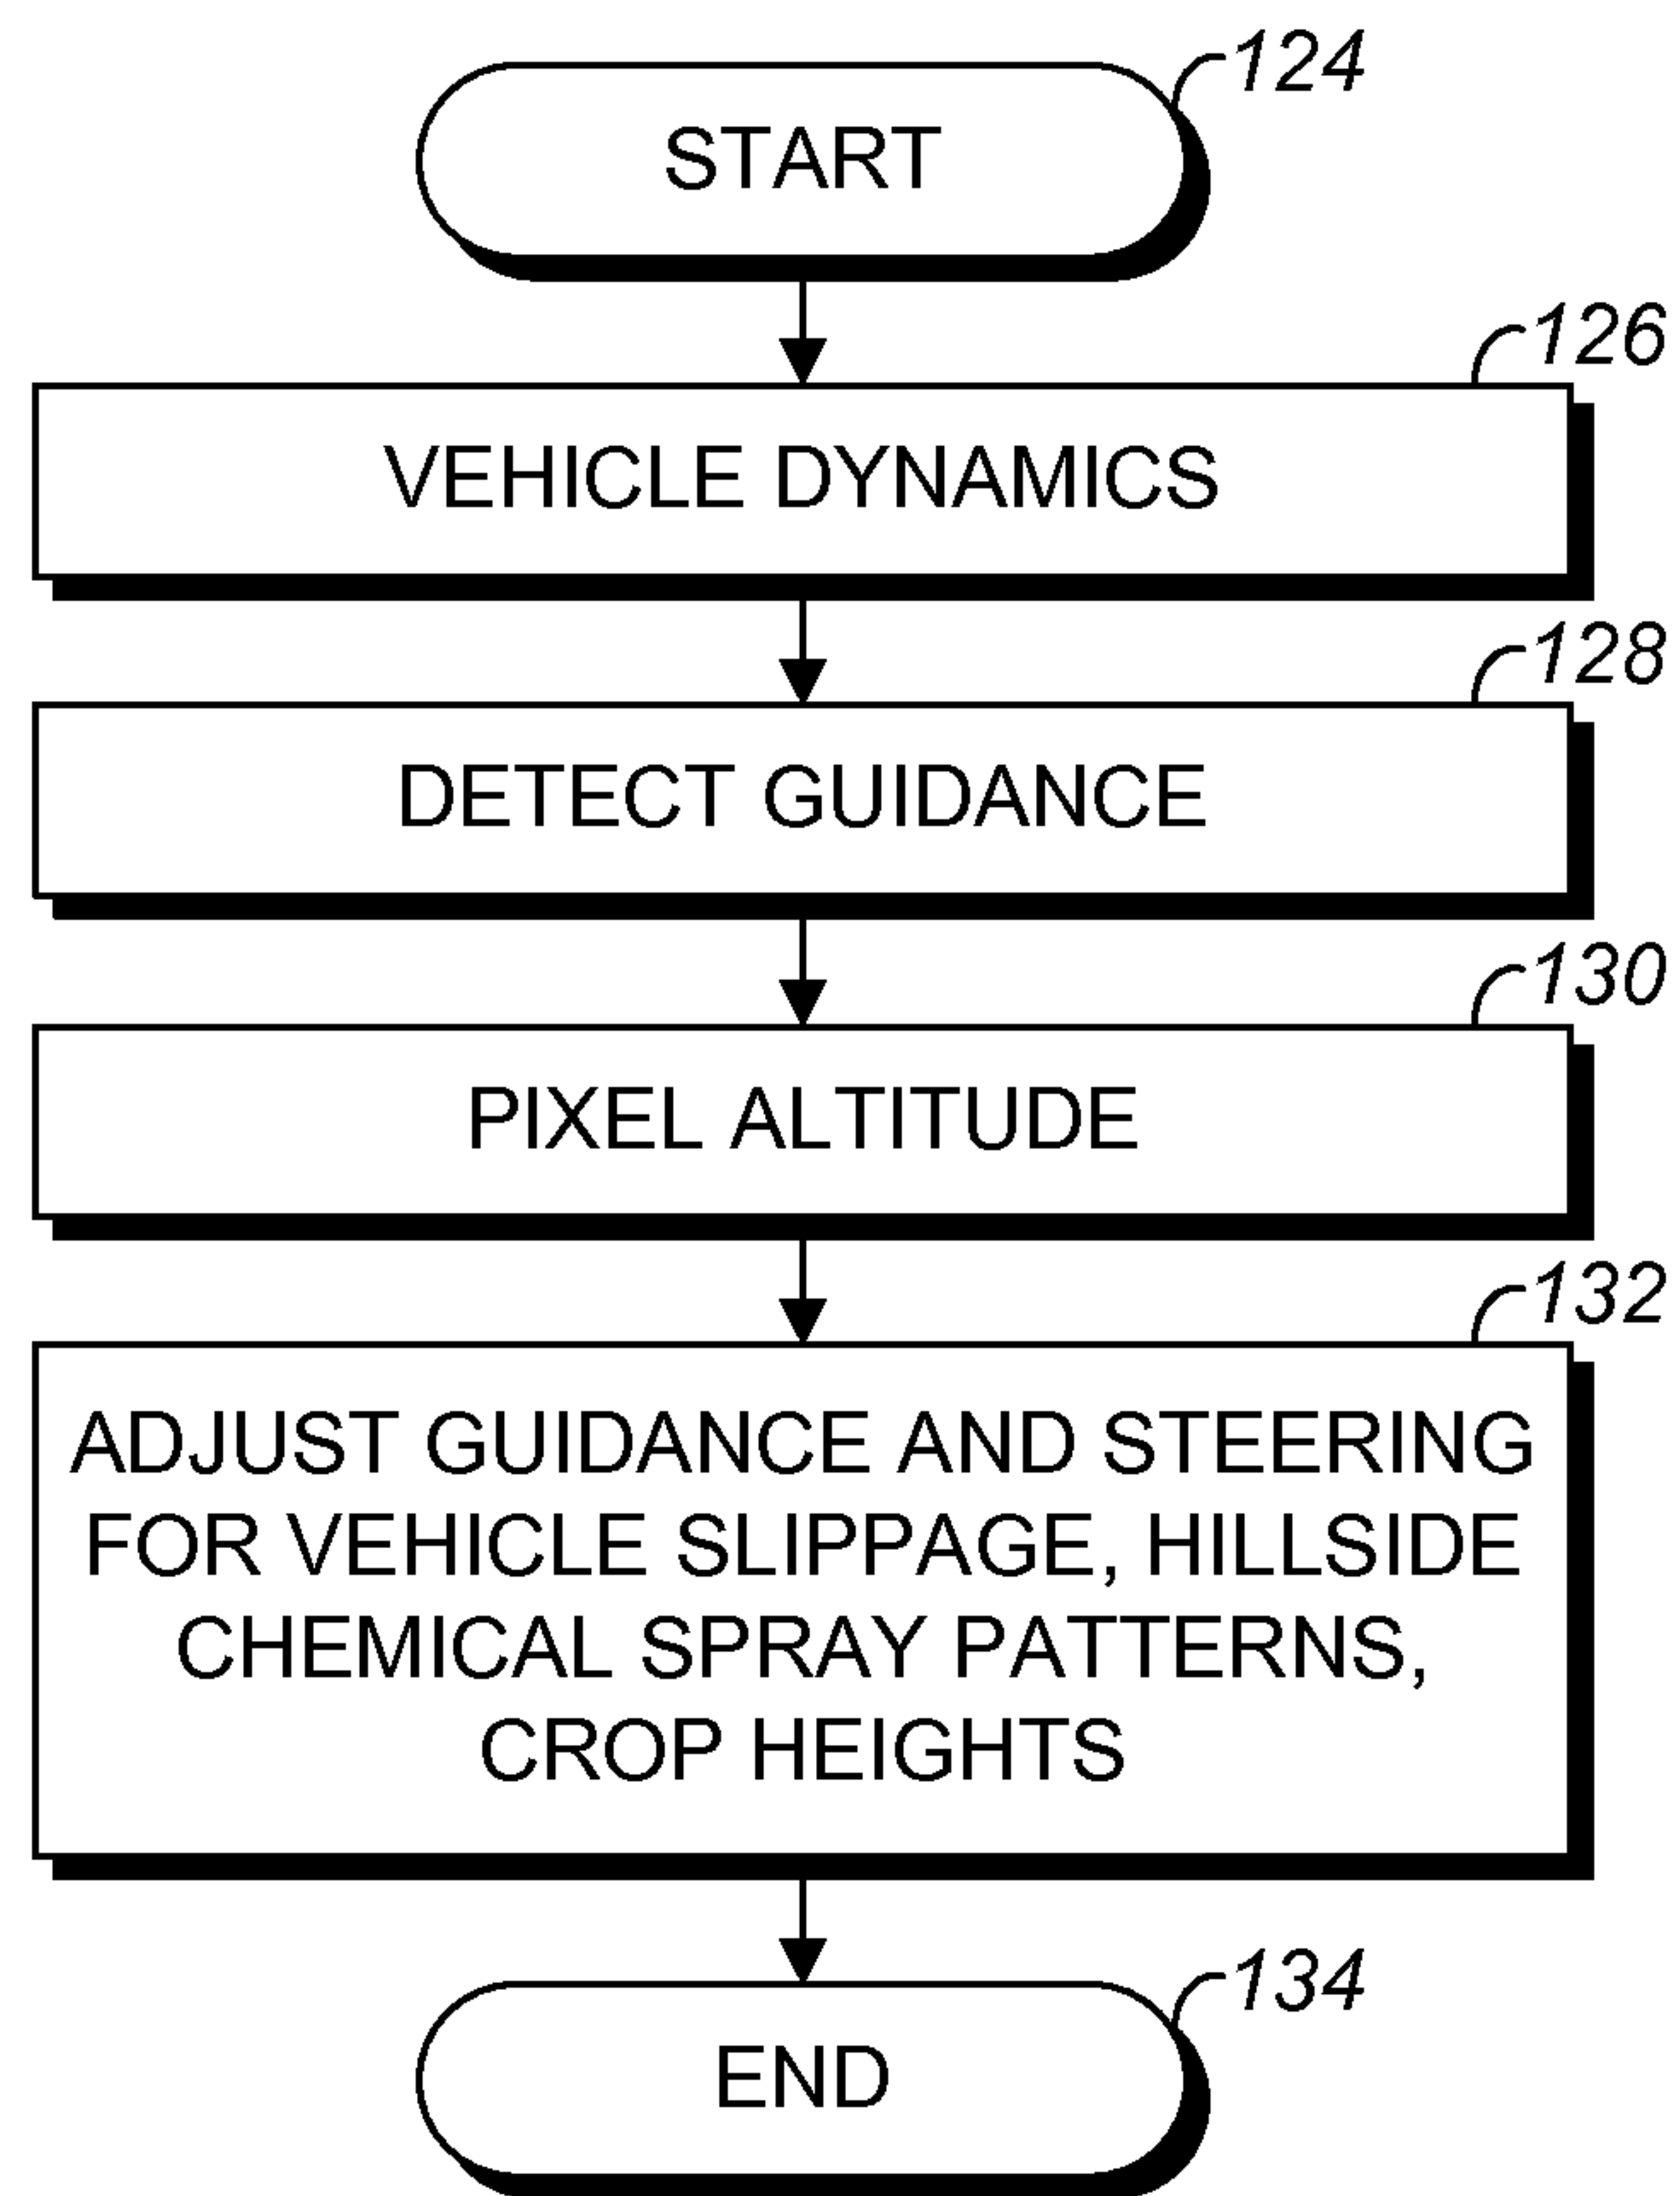 124
START
126
VEHICLE DYNAMICS
128
DETECT GUIDANCE
130
PIXEL ALTITUDE
132
ADJUST GUIDANCE AND STEERING
FOR VEHICLE SLIPPAGE, HILLSIDE
CHEMICAL SPRAY PATTERNS,
CROP HEIGHTS
134
END